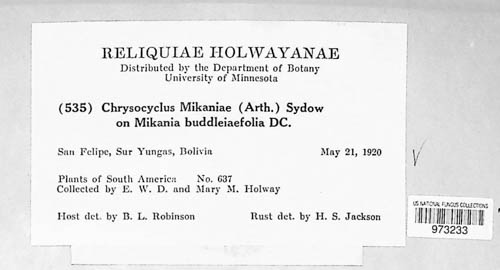 RELIQUIAE HOLWAYANAE
Distributed by the Department of Botany
University of Minnesota
(535) Chrysocyclus Mikaniae (Arth.) Sydow
on Mikania buddleiaefolia DC.
San Felipe, Sur Yungas, Bolivia May 21, 1920
Plants of South America No. 637
Collected by E. W. D. and Mary M. Holway
Host det. by B. L. Robinson Rust det. by H. S. Jackson
US NATIONAL FUNGUS COLLECTIONS
973233